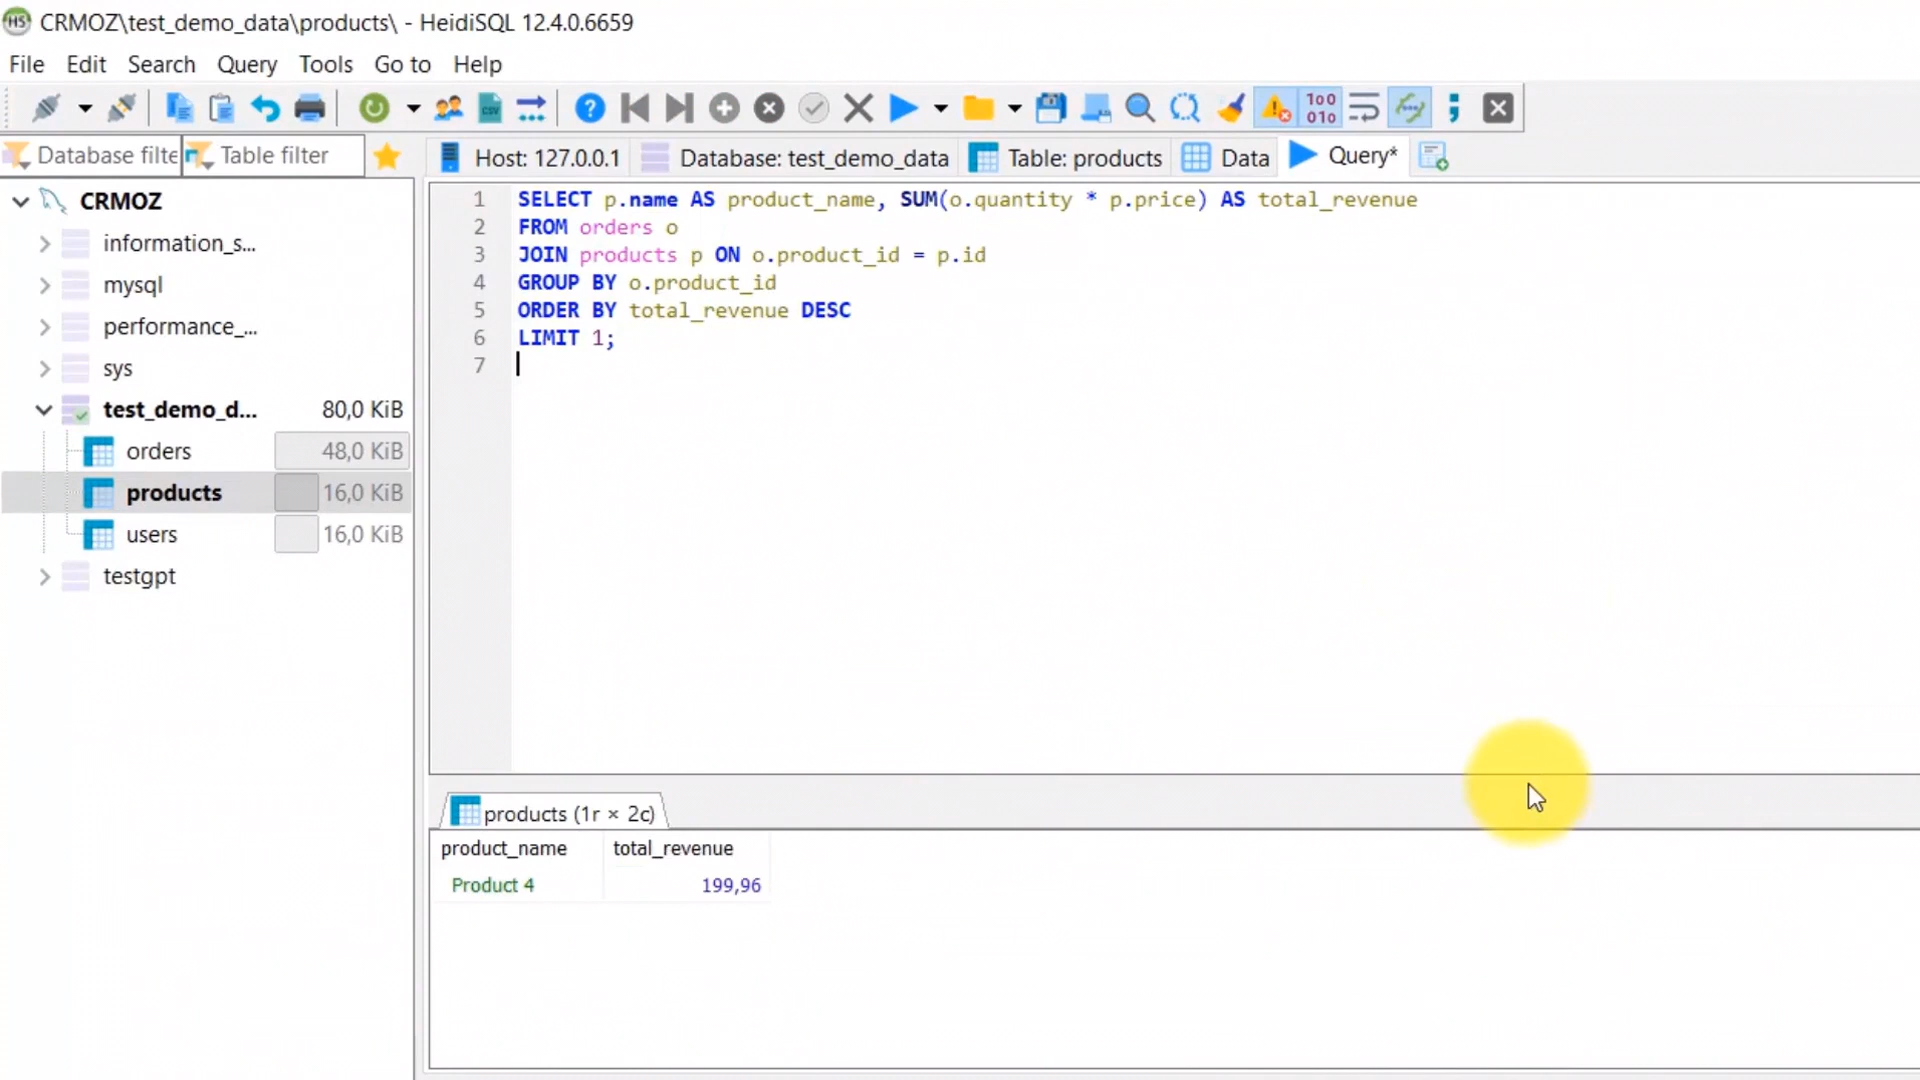 CRMOZ\test_demo_data\products\ - HeidiSQL 12.4.0.6659
File Edit Search Query Tools Go to Help
Database filte Table filter
Host: 127.0.0.1 Database: test_demo_data Table: products Data Query*
CRMOZ
information_s...
mysql
performance_...
sys
test_demo_d... 80,0 KiB
orders 48,0 KiB
products 16,0 KiB
users 16,0 KiB
testgpt
1 SELECT p.name AS product_name, SUM(o.quantity * p.price) AS total_revenue
2 FROM orders o
3 JOIN products p ON o.product_id = p.id
4 GROUP BY o.product_id
5 ORDER BY total_revenue DESC
6 LIMIT 1;
7
products (1r × 2c)
product_name total_revenue
Product 4 199,96